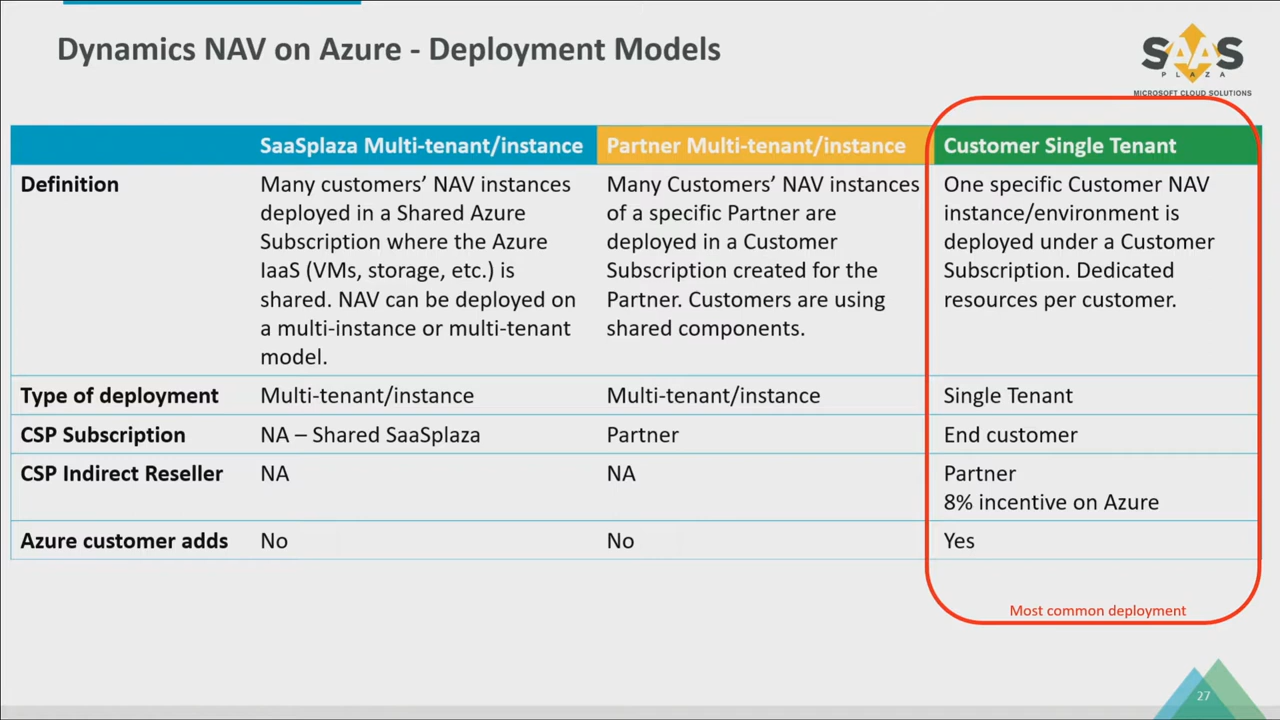 Dynamics NAV on Azure - Deployment Models
SAAS
PLAZA
MICROSOFT CLOUD SOLUTIONS
SaaSplaza Multi-tenant/instance
Partner Multi-tenant/instance
Customer Single Tenant
Definition
Many customers’ NAV instances
deployed in a Shared Azure
Subscription where the Azure
IaaS (VMs, storage, etc.) is
shared. NAV can be deployed on
a multi-instance or multi-tenant
model.
Many Customers’ NAV instances
of a specific Partner are
deployed in a Customer
Subscription created for the
Partner. Customers are using
shared components.
One specific Customer NAV
instance/environment is
deployed under a Customer
Subscription. Dedicated
resources per customer.
Type of deployment
Multi-tenant/instance
Multi-tenant/instance
Single Tenant
CSP Subscription
NA – Shared SaaSplaza
Partner
End customer
CSP Indirect Reseller
NA
NA
Partner
8% incentive on Azure
Azure customer adds
No
No
Yes
Most common deployment
27